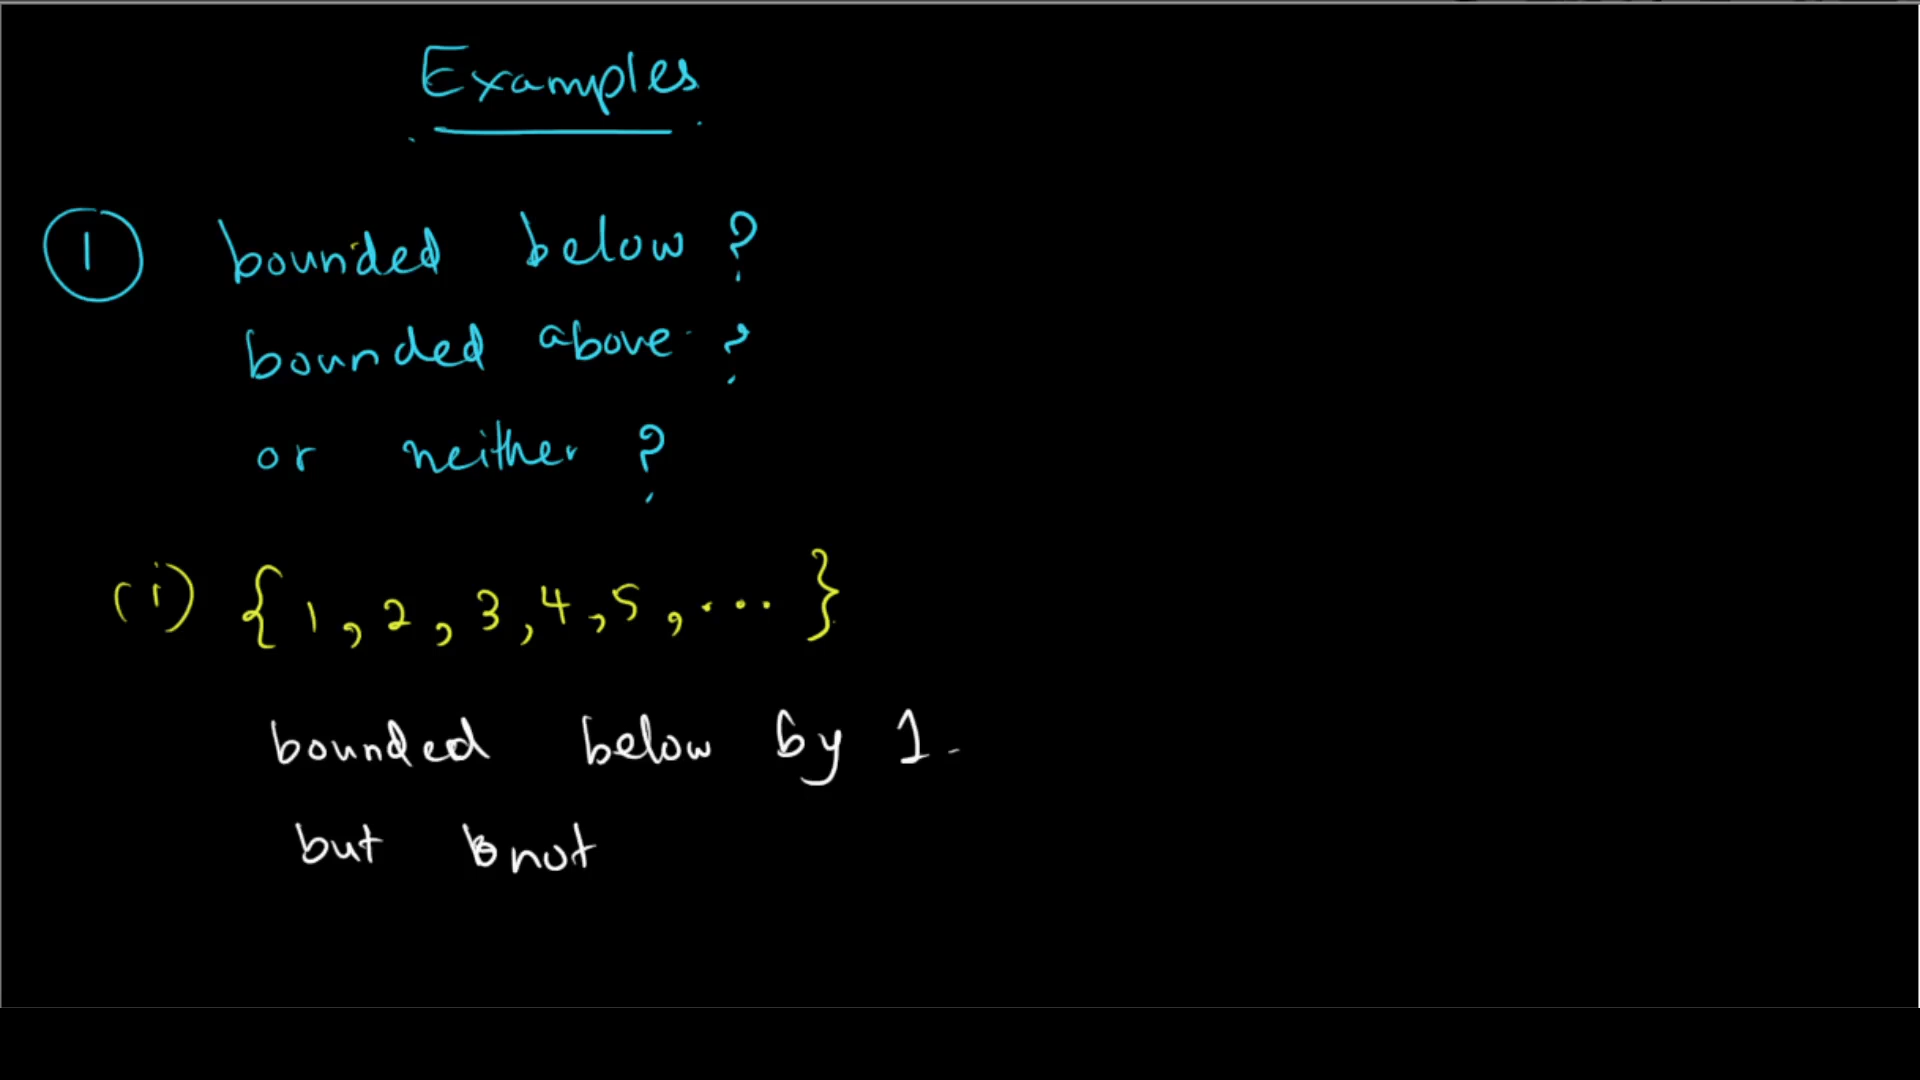 Examples
1 bounded below ?
bounded above ?
or neither ?
(i) { 1, 2, 3, 4, 5, ... }
bounded below by 1.
but b not